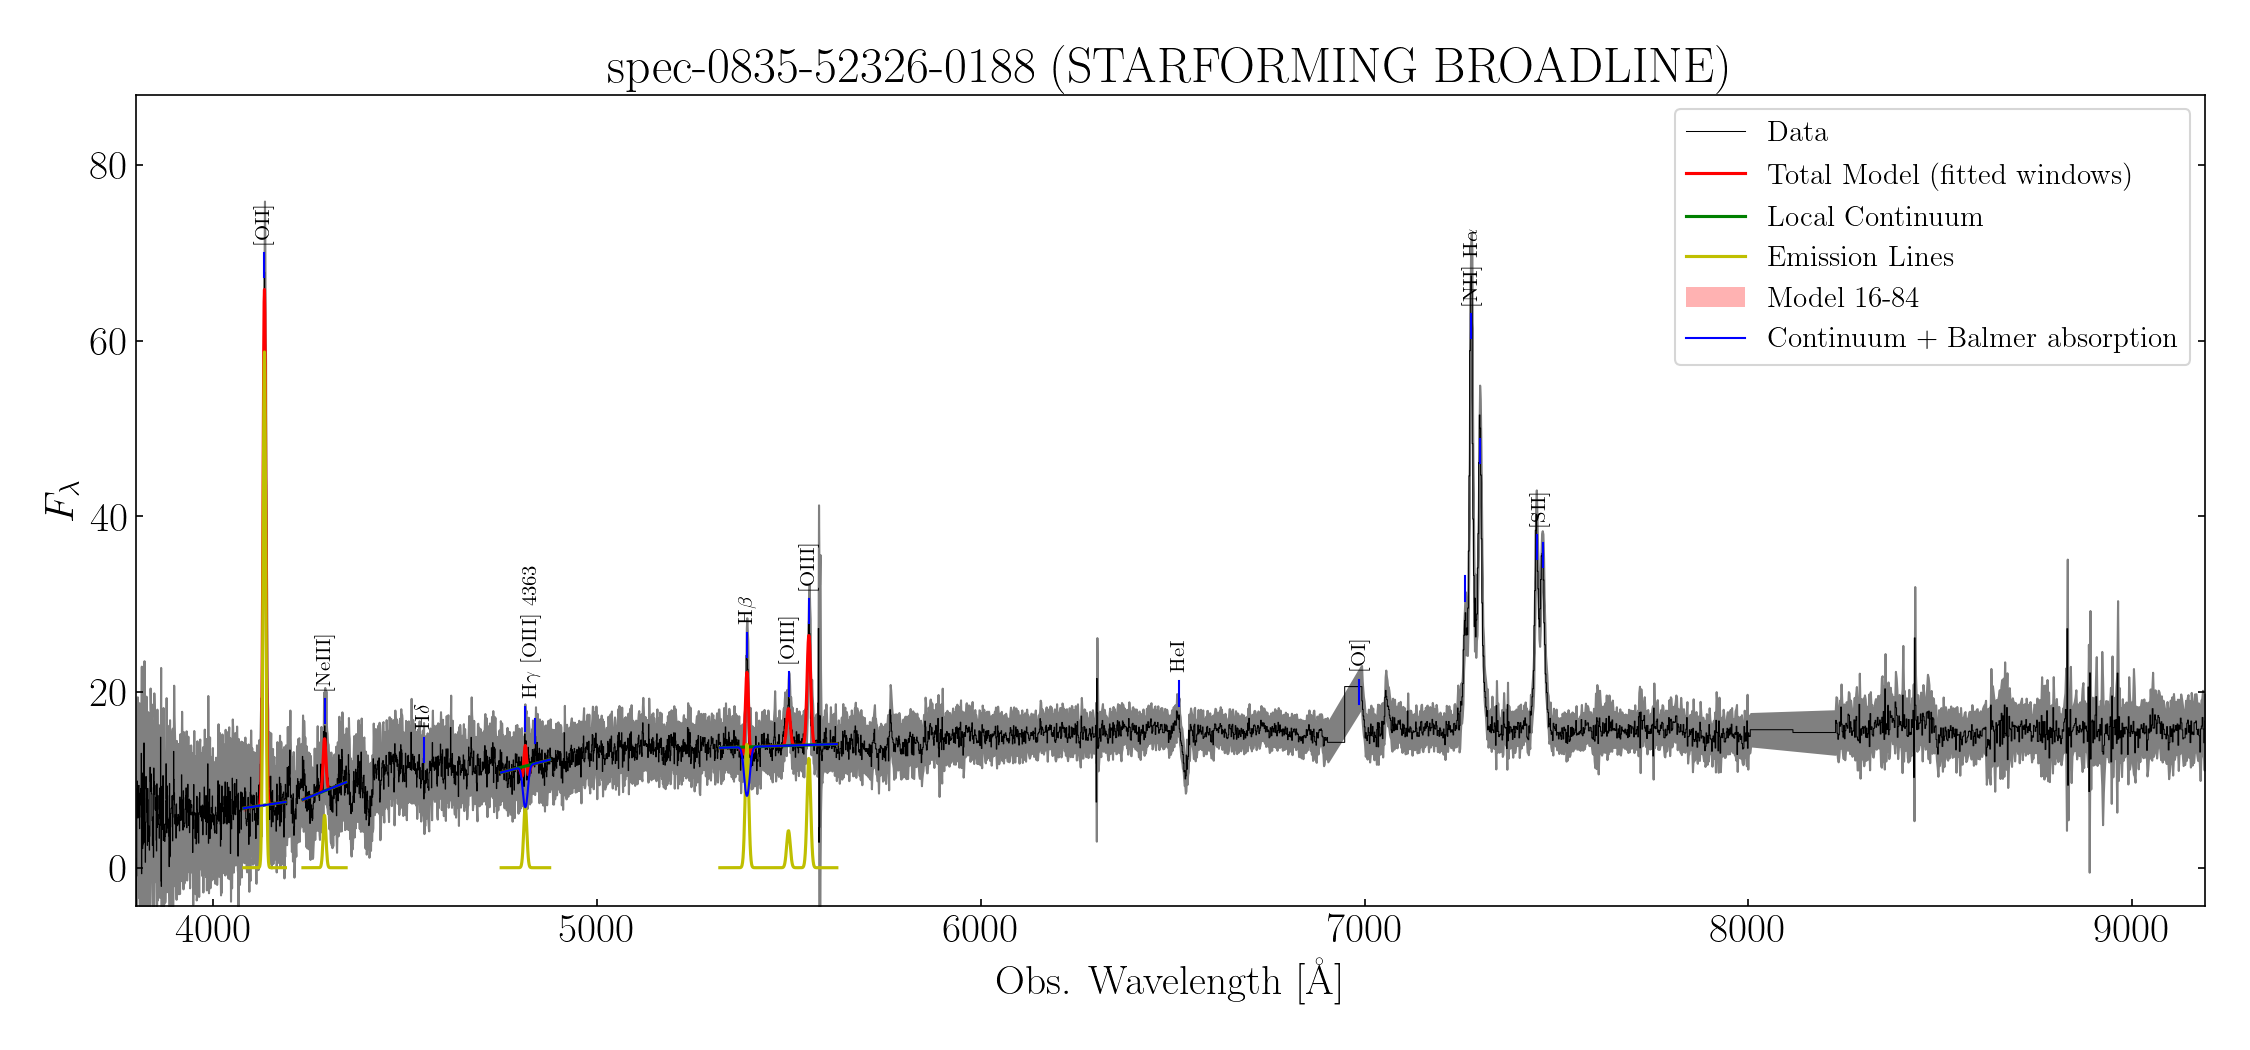 spec-0835-52326-0188 (STARFORMING BROADLINE)
Data
Total Model (fitted windows)
Local Continuum
Emission Lines
Model 16-84
Continuum + Balmer absorption
[OII]
[NeIII]
Hδ
Hγ [OIII] 4363
Hβ
[OIII]
[OIII]
HeI
[OI]
[NII] Hα
[SII]
80
60
40
20
0
Fλ
4000 5000 6000 7000 8000 9000
Obs. Wavelength [Å]